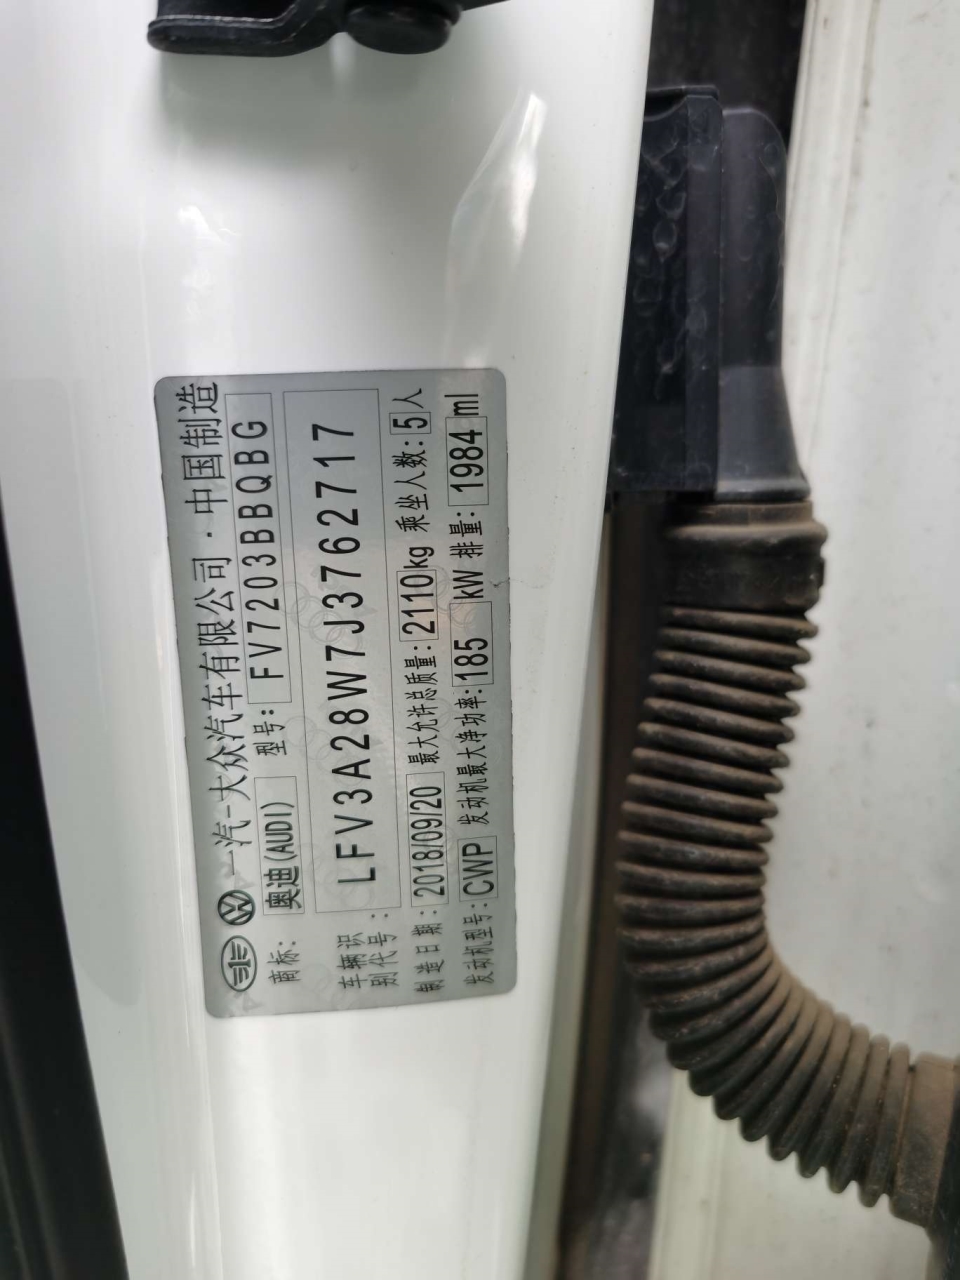 一汽-大众汽车有限公司·中国制造
商标: 奥迪(AUDI) 型号: FV7203BBQBG
车辆识别代号: LFV3A28W7J3762717
制造日期: 2018/09/20 最大允许总质量: 2110kg 乘坐人数: 5人
发动机型号: CWP 发动机最大净功率: 185 kW 排量: 1984 ml